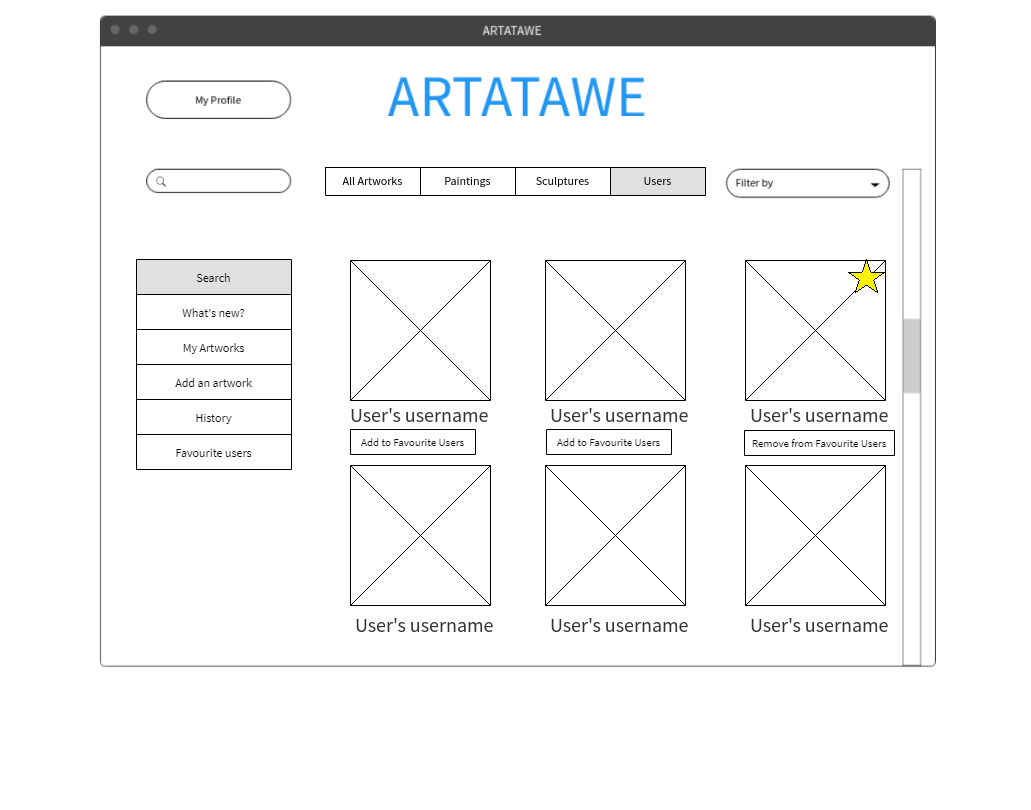 ARTATAWE
My Profile
ARTATAWE
All Artworks
Paintings
Sculptures
Users
Filter by
Search
What's new?
My Artworks
Add an artwork
History
Favourite users
User's username
User's username
User's username
Add to Favourite Users
Add to Favourite Users
Remove from Favourite Users
User's username
User's username
User's username